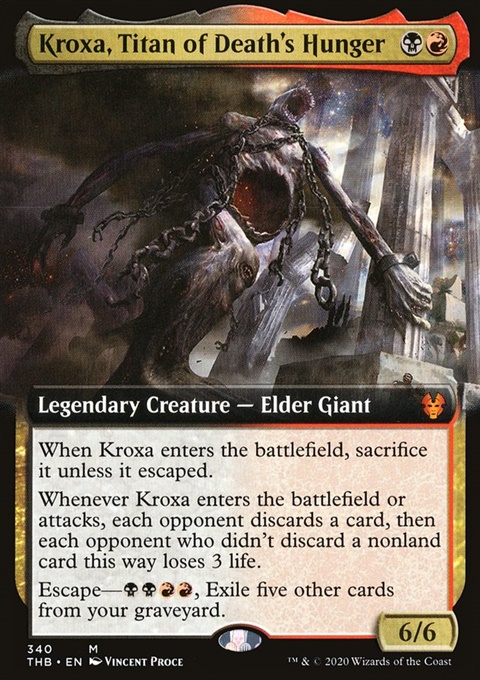 Kroxa, Titan of Death's Hunger
Legendary Creature — Elder Giant
When Kroxa enters the battlefield, sacrifice
it unless it escaped.
Whenever Kroxa enters the battlefield or
attacks, each opponent discards a card, then
each opponent who didn't discard a nonland
card this way loses 3 life.
Escape—, Exile five other cards
from your graveyard.
6/6
340 M
THB • EN Vincent Proce
™ & © 2020 Wizards of the Coast